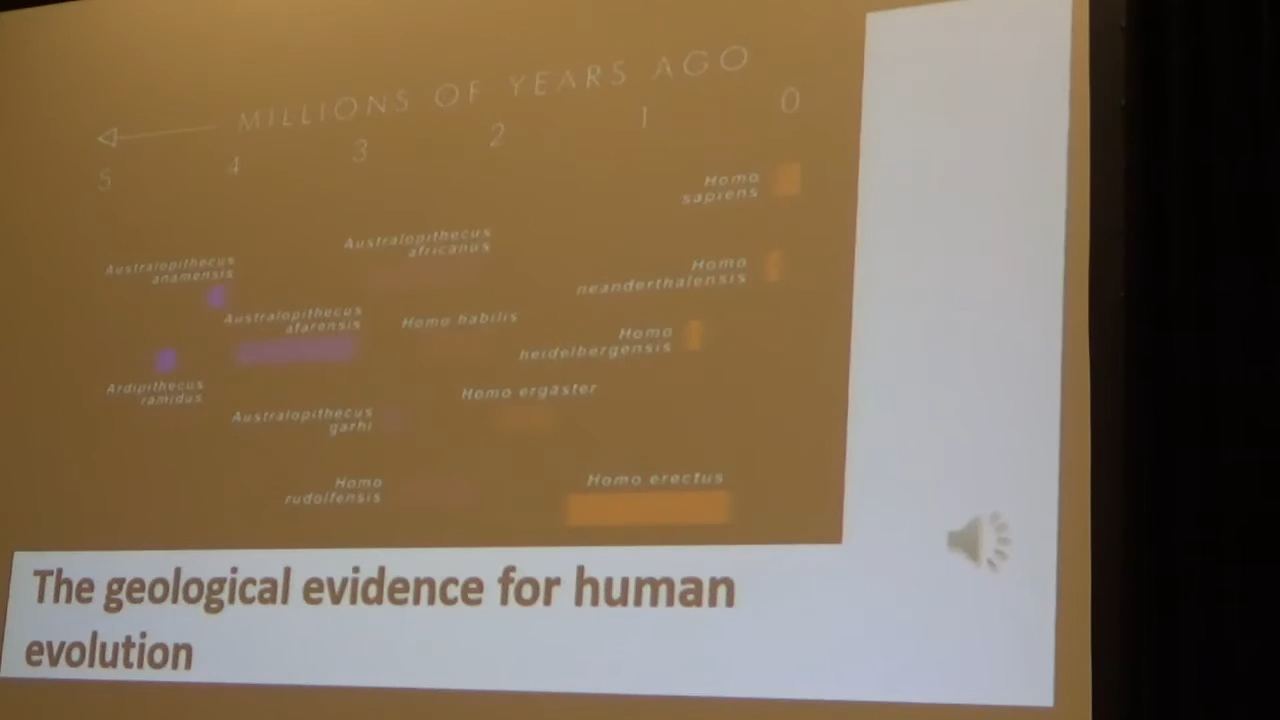 MILLIONS OF YEARS AGO
5 4 3 2 1 0
Homo
sapiens
Australopithecus
africanus
Australopithecus
anamensis
Homo
neanderthalensis
Australopithecus
afarensis
Homo habilis
Homo
heidelbergensis
Ardipithecus
ramidus
Homo ergaster
Australopithecus
garhi
Homo
rudolfensis
Homo erectus
The geological evidence for human
evolution